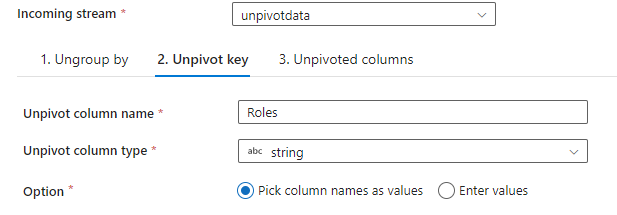 Incoming stream * unpivotdata
1. Ungroup by 2. Unpivot key 3. Unpivoted columns
Unpivot column name * Roles
Unpivot column type * abc string
Option * Pick column names as values Enter values